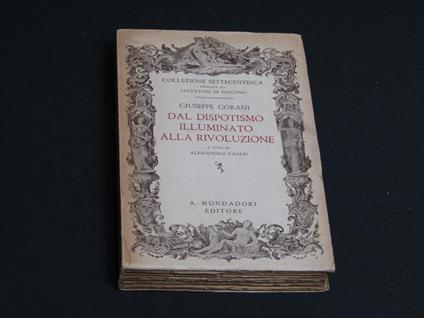 COLLEZIONE SETTECENTESCA
FONDATA DA
SALVATORE DI GIACOMO
GIUSEPPE GORANI
DAL DISPOTISMO
ILLUMINATO
ALLA RIVOLUZIONE
A CURA DI
ALESSANDRO CASATI
A. MONDADORI
EDITORE